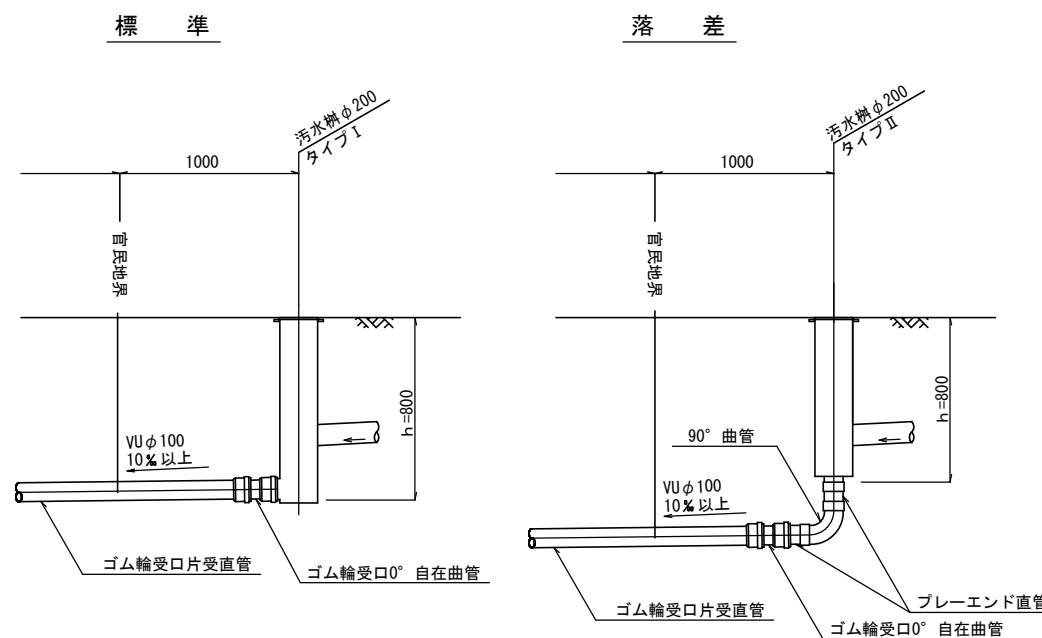 標準
汚水桝φ200
タイプⅠ
1000
官民地界
h=800
VUφ100
10‰以上
ゴム輪受口片受直管
ゴム輪受口0°自在曲管
落差
汚水桝φ200
タイプⅡ
1000
官民地界
h=800
90°曲管
VUφ100
10‰以上
ゴム輪受口片受直管
プレーエンド直管
ゴム輪受口0°自在曲管